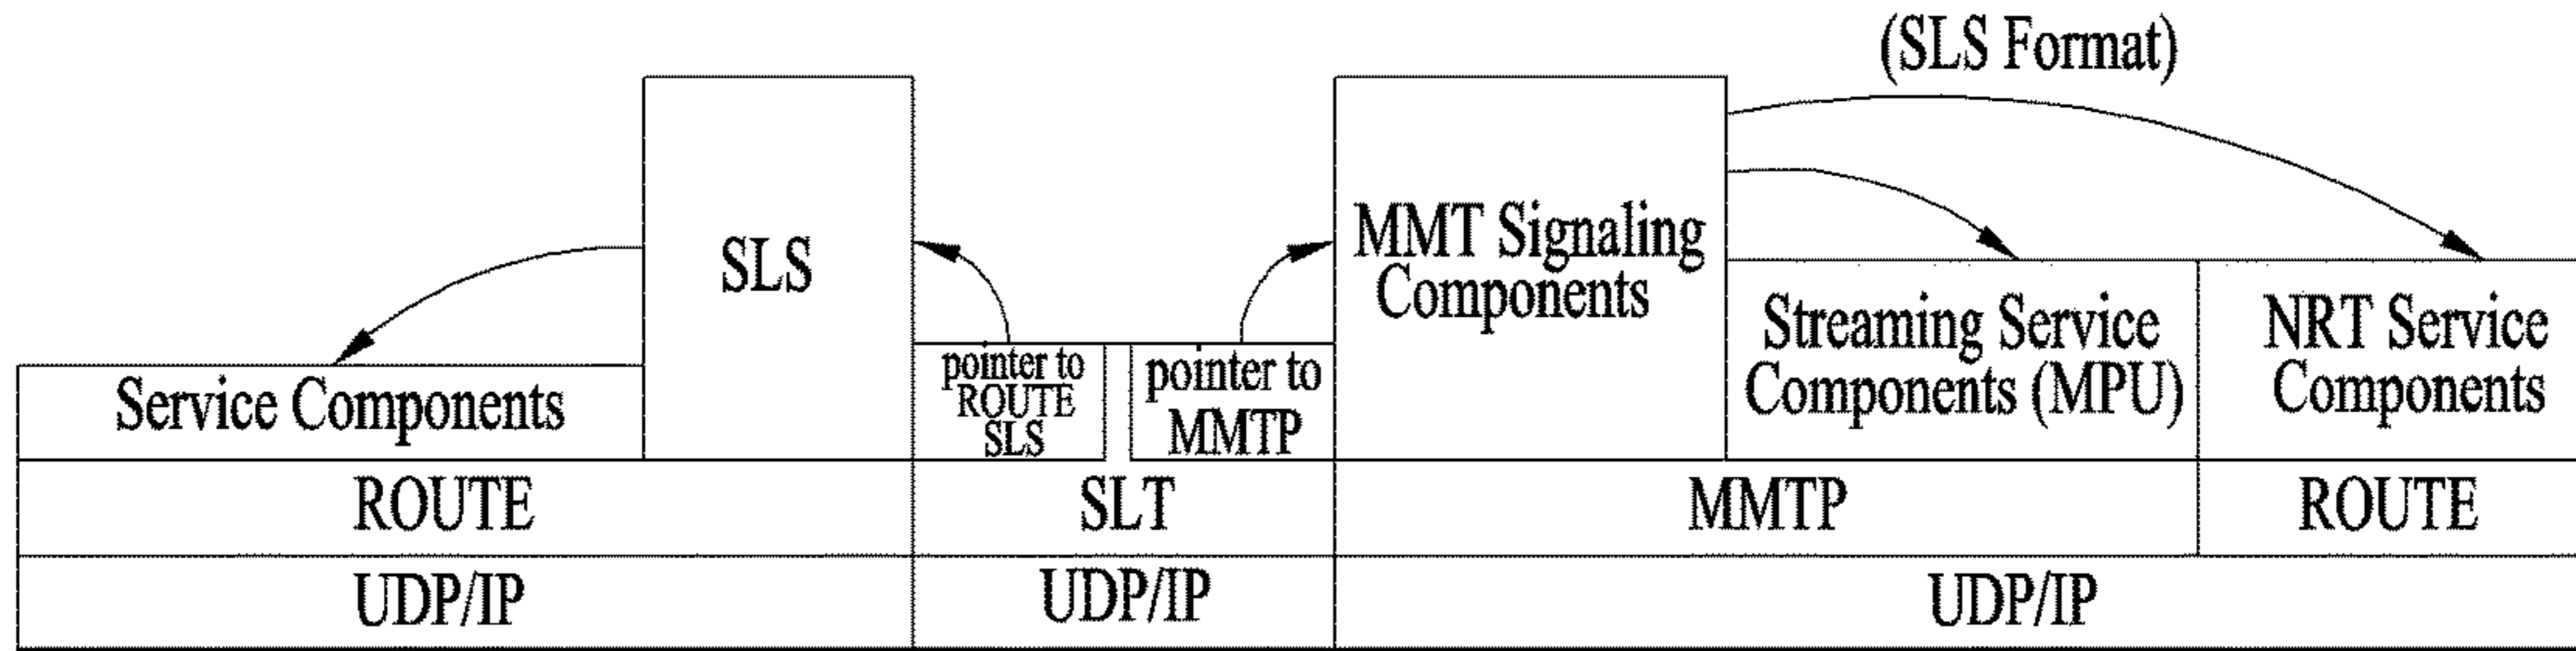 (SLS Format)
SLS
MMT Signaling
Components
Service Components
pointer to
ROUTE
SLS
pointer to
MMTP
Streaming Service
Components (MPU)
NRT Service
Components
ROUTE
SLT
MMTP
ROUTE
UDP/IP
UDP/IP
UDP/IP